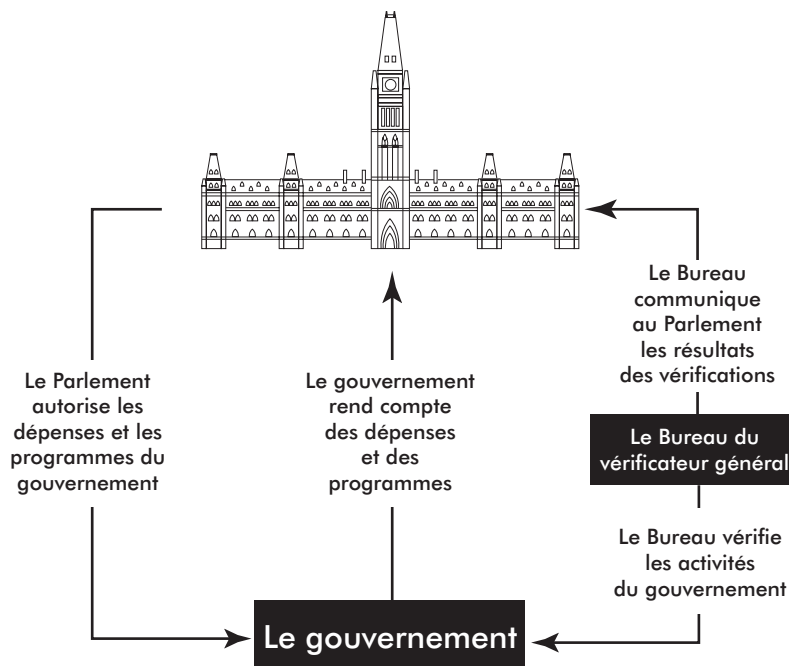 Le Parlement
autorise les
dépenses et les
programmes du
gouvernement
Le gouvernement
rend compte
des dépenses
et des
programmes
Le Bureau
communique
au Parlement
les résultats
des vérifications
Le Bureau du
vérificateur général
Le Bureau vérifie
les activités
du gouvernement
Le gouvernement